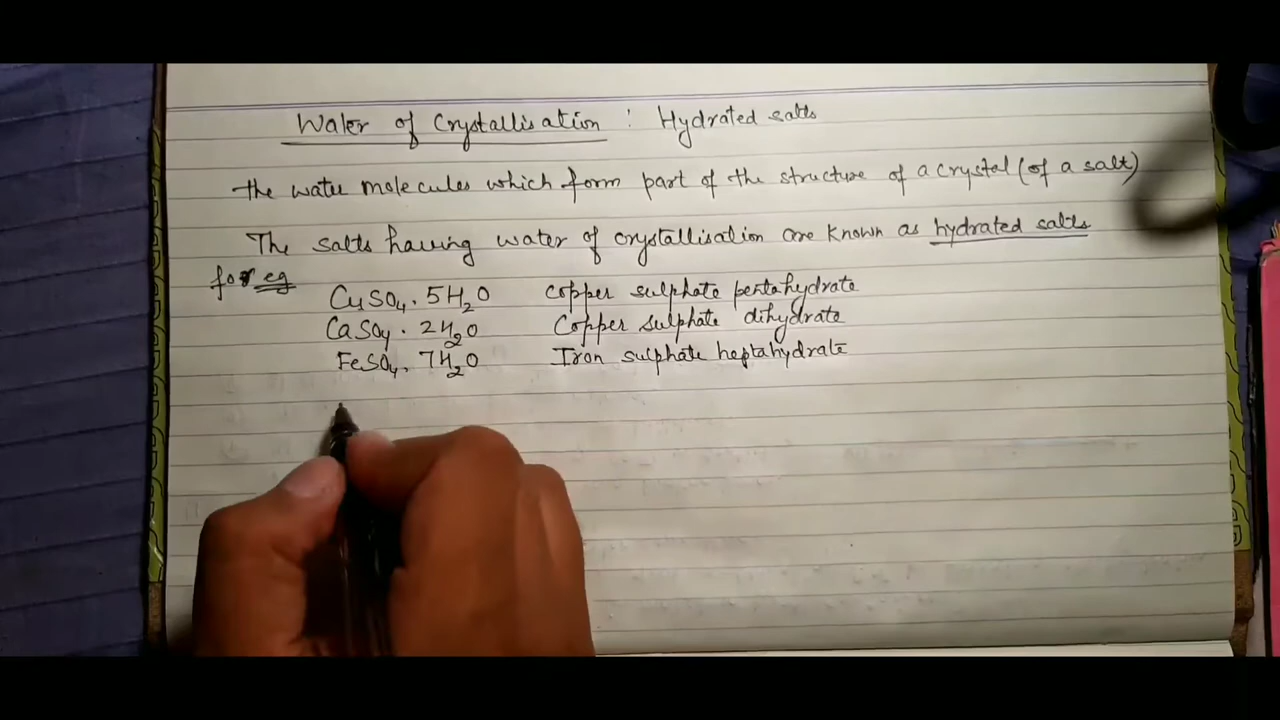 Water of Crystallisation : Hydrated salts
The water molecules which form part of the structure of a crystal (of a salt)
The salts having water of crystallisation are known as hydrated salts
for eg
CuSO4. 5H2O Copper sulphate pentahydrate
CaSO4. 2H2O Copper sulphate dihydrate
FeSO4. 7H2O Iron sulphate heptahydrate